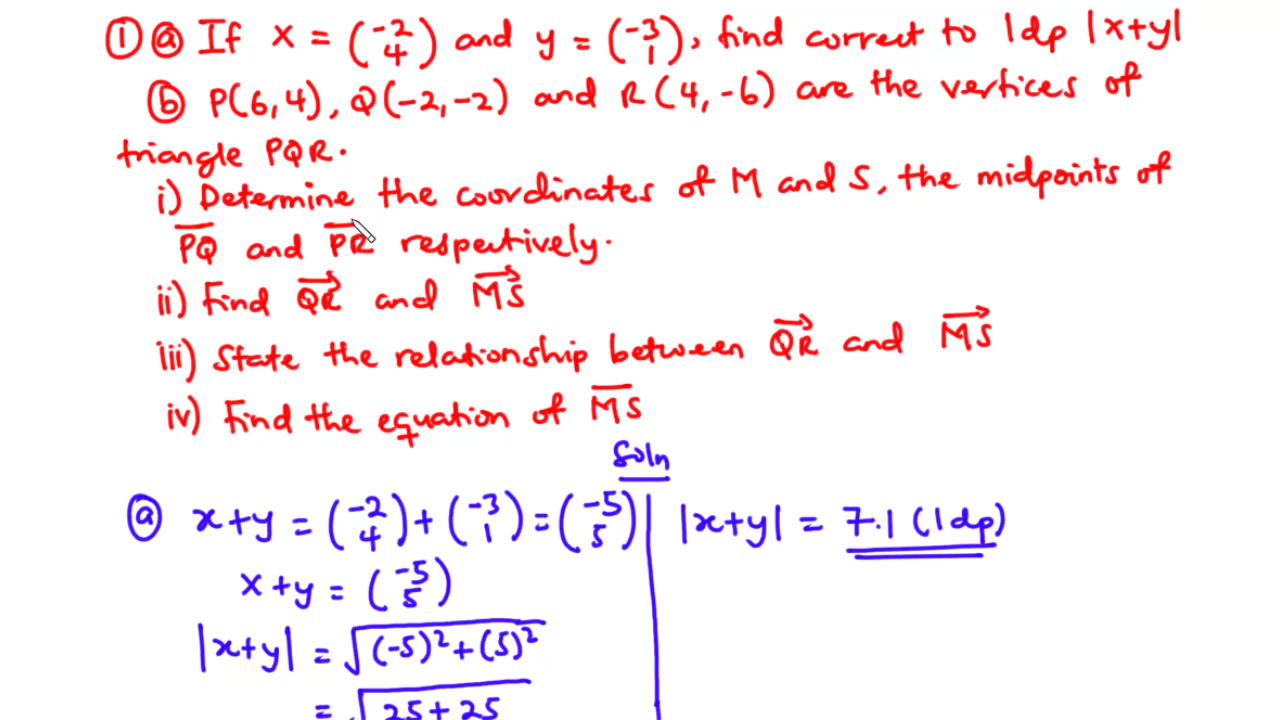 ① ⓐ If x = (-2 4) and y = (-3 1), find correct to 1dp |x+y|
ⓑ P(6,4), Q(-2,-2) and R(4,-6) are the vertices of
triangle PQR.
i) Determine the coordinates of M and S, the midpoints of
P̅Q̅ and P̅R̅ respectively.
ii) Find QR→ and MS→
iii) State the relationship between QR→ and MS→
iv) Find the equation of M̅S̅
Soln
ⓐ x+y = (-2 4) + (-3 1) = (-5 5)
x+y = (-5 5)
|x+y| = √(-5)²+(5)²
= √25+25
|x+y| = 7.1 (1dp)